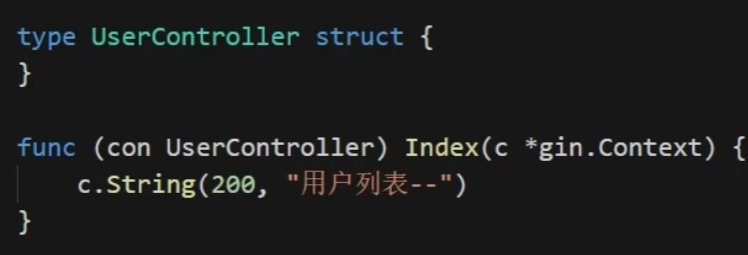 type UserController struct {
}
func (con UserController) Index(c *gin.Context) {
c.String(200, "用户列表--")
}